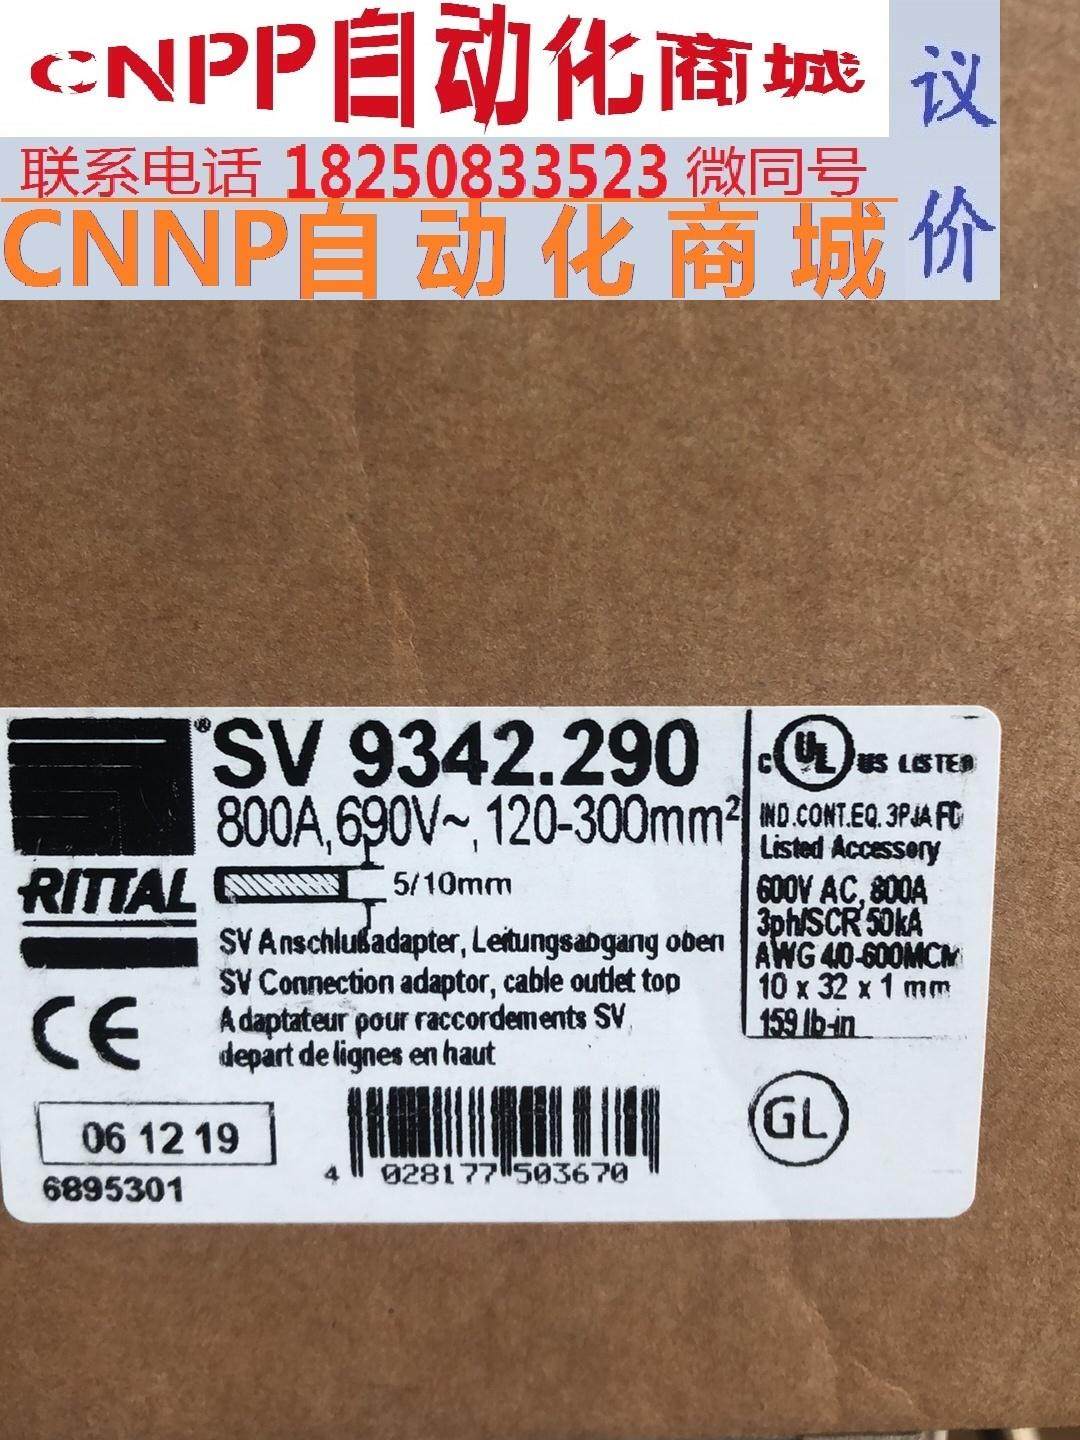 CNPP自动化商城
议价
联系电话 18250833523 微同号
CNNP自动化商城
® SV 9342.290
800A, 690V~, 120-300mm²
RITTAL
5/10mm
SV Anschlußadapter, Leitungsabgang oben
SV Connection adaptor, cable outlet top
Adaptateur pour raccordements SV,
depart de lignes en haut
CE
06 12 19
6895301
4 028177 503670
C UL US LISTED
IND.CONT.EQ. 3PJA
Listed Accessory
600V AC, 800A
3ph/SCR 50kA
AWG 4/0-600MCM
10 x 32 x 1 mm
159 lb-in
GL